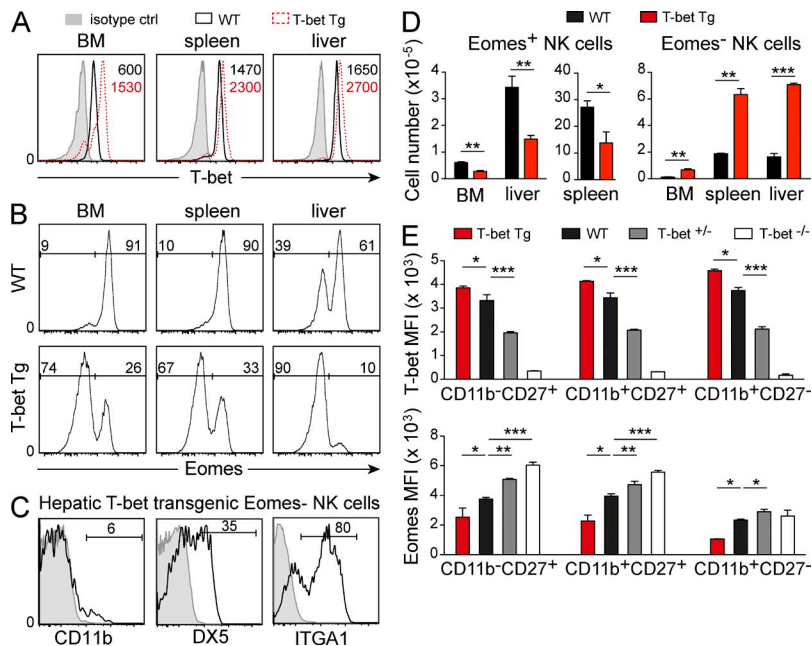 A
isotype ctrl WT T-bet Tg
BM spleen liver
600 1470 1650
1530 2300 2700
0
T-bet
B
BM spleen liver
WT
9 91 10 90 39 61
0
T-bet Tg
74 26 67 33 90 10
0
Eomes
C
Hepatic T-bet transgenic Eomes- NK cells
6 35 80
0
CD11b DX5 ITGA1
D
WT T-bet Tg
Eomes⁺ NK cells Eomes⁻ NK cells
Cell number (x10⁻⁵)
4 3 2 1 0
** **
BM liver
40 30 20 10 0
*
spleen
8 6 4 2 0
** ** ***
BM spleen liver
E
T-bet Tg WT T-bet +/- T-bet -/-
T-bet MFI (x 10³)
5 4 3 2 1 0
* *** * *** * ***
CD11b⁻CD27⁺ CD11b⁺CD27⁺ CD11b⁺CD27⁻
Eomes MFI (x 10³)
8 6 4 2 0
*** ***
* ** * ** * *
CD11b⁻CD27⁺ CD11b⁺CD27⁺ CD11b⁺CD27⁻